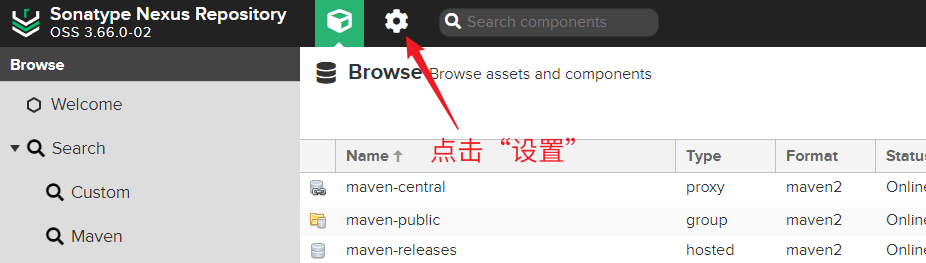 Sonatype Nexus Repository
OSS 3.66.0-02
Search components
Browse
Welcome
Search
Custom
Maven
Browse Browse assets and components
点击“设置”
Name Type Format Status
maven-central proxy maven2 Online
maven-public group maven2 Online
maven-releases hosted maven2 Online